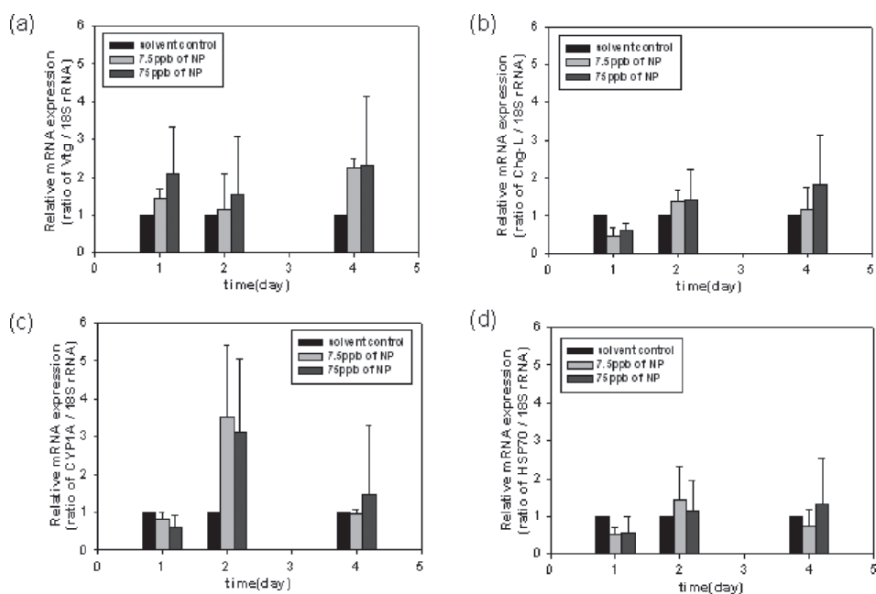 (a)
Relative mRNA expression
(ratio of Vtg / 18S rRNA)
6
5
4
3
2
1
0
solvent control
7.5ppb of NP
75ppb of NP
0 1 2 3 4 5
time(day)
(b)
Relative mRNA expression
(ratio of Chg-L / 18S rRNA)
6
5
4
3
2
1
0
solvent control
7.5ppb of NP
75ppb of NP
0 1 2 3 4 5
time(day)
(c)
Relative mRNA expression
(ratio of CYP1A / 18S rRNA)
6
5
4
3
2
1
0
solvent control
7.5ppb of NP
75ppb of NP
0 1 2 3 4 5
time(day)
(d)
Relative mRNA expression
(ratio of HSP70 / 18S rRNA)
6
5
4
3
2
1
0
solvent control
7.5ppb of NP
75ppb of NP
0 1 2 3 4 5
time(day)